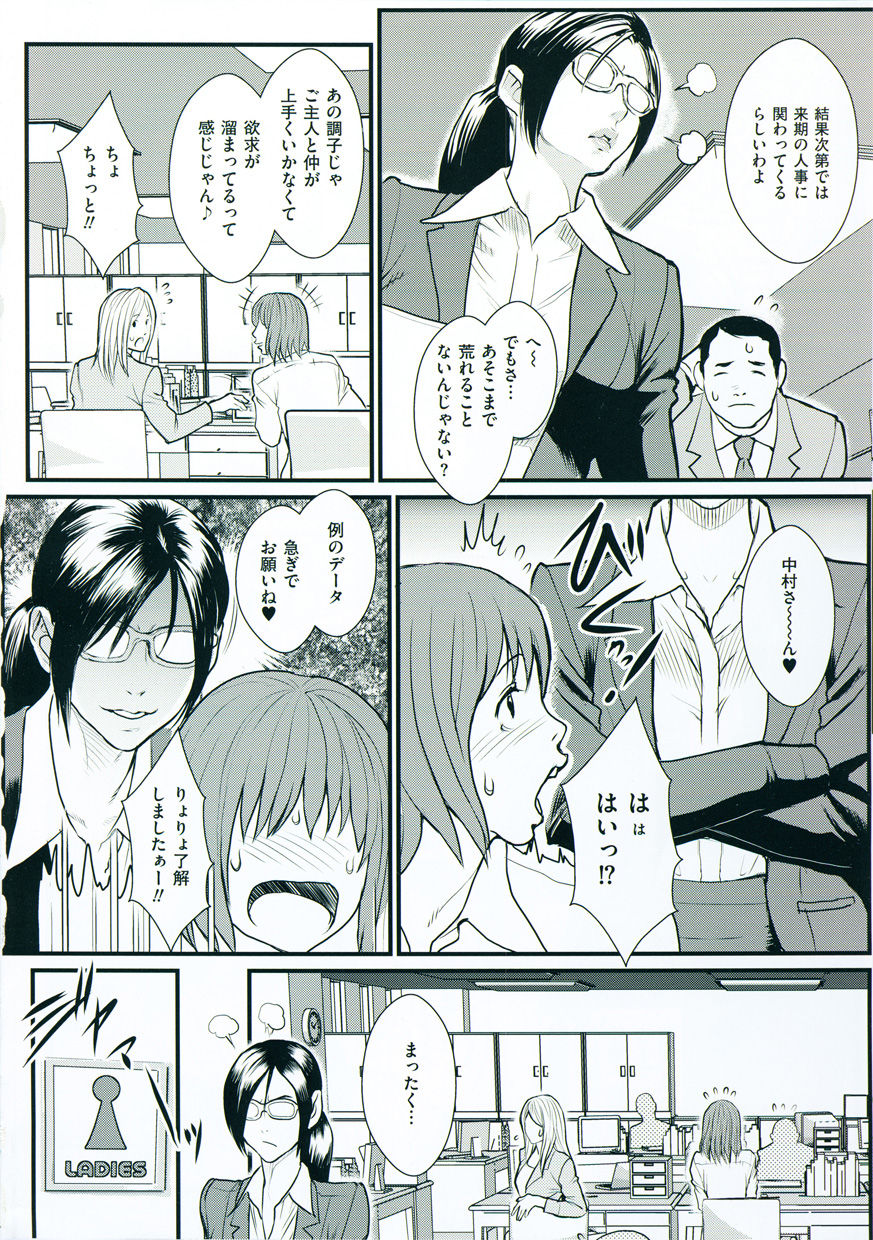 結果次第では
来期の人事に
関わってくる
らしいわよ
へ〜
でもさ…
あそこまで
荒れること
ないんじゃない?
あの調子じゃ
ご主人と仲が
上手くいかなくて
欲求が
溜まってるって
感じじゃん♪
ちょ
ちょっと!!
中村さ〜〜〜ん♥
ビクッ!
は は
はいっ!?
例のデータ
急ぎで
お願いね♥
りょりょ了解
しましたぁー!!
まったく…
LADIES